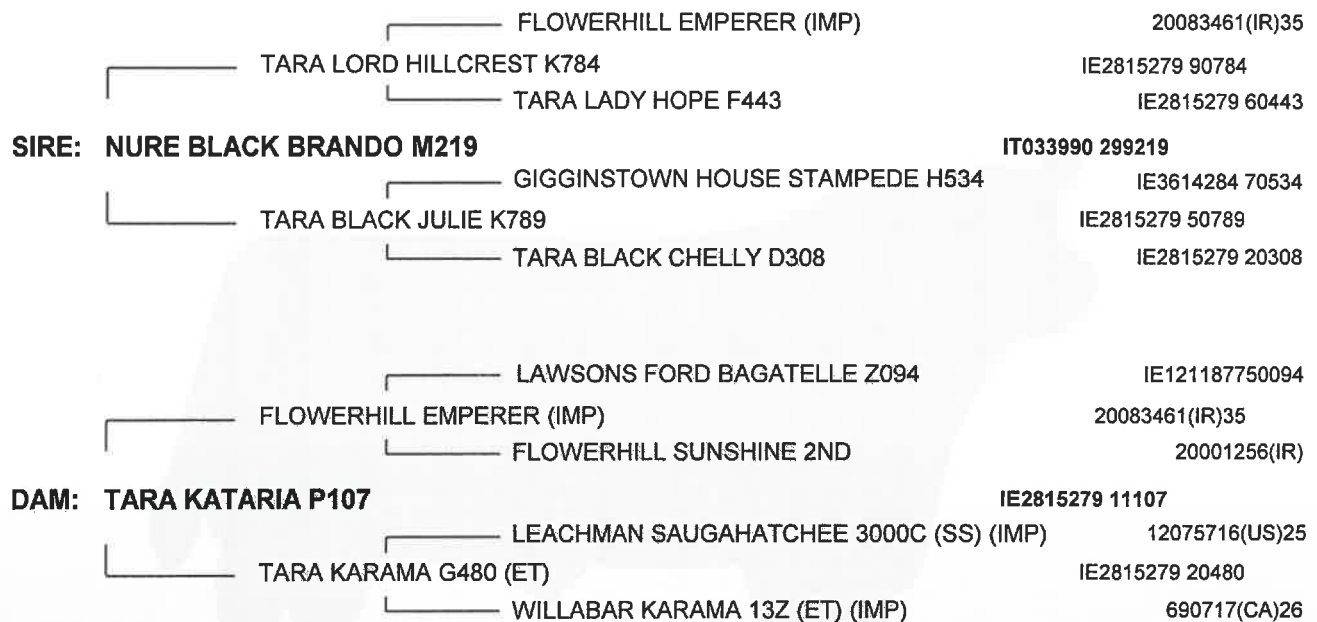 FLOWERHILL EMPERER (IMP) 20083461(IR)35
TARA LORD HILLCREST K784 IE2815279 90784
TARA LADY HOPE F443 IE2815279 60443
SIRE: NURE BLACK BRANDO M219 IT033990 299219
GIGGINSTOWN HOUSE STAMPEDE H534 IE3614284 70534
TARA BLACK JULIE K789 IE2815279 50789
TARA BLACK CHELLY D308 IE2815279 20308
LAWSONS FORD BAGATELLE Z094 IE121187750094
FLOWERHILL EMPERER (IMP) 20083461(IR)35
FLOWERHILL SUNSHINE 2ND 20001256(IR)
DAM: TARA KATARIA P107 IE2815279 11107
LEACHMAN SAUGAHATCHEE 3000C (SS) (IMP) 12075716(US)25
TARA KARAMA G480 (ET) IE2815279 20480
WILLABAR KARAMA 13Z (ET) (IMP) 690717(CA)26